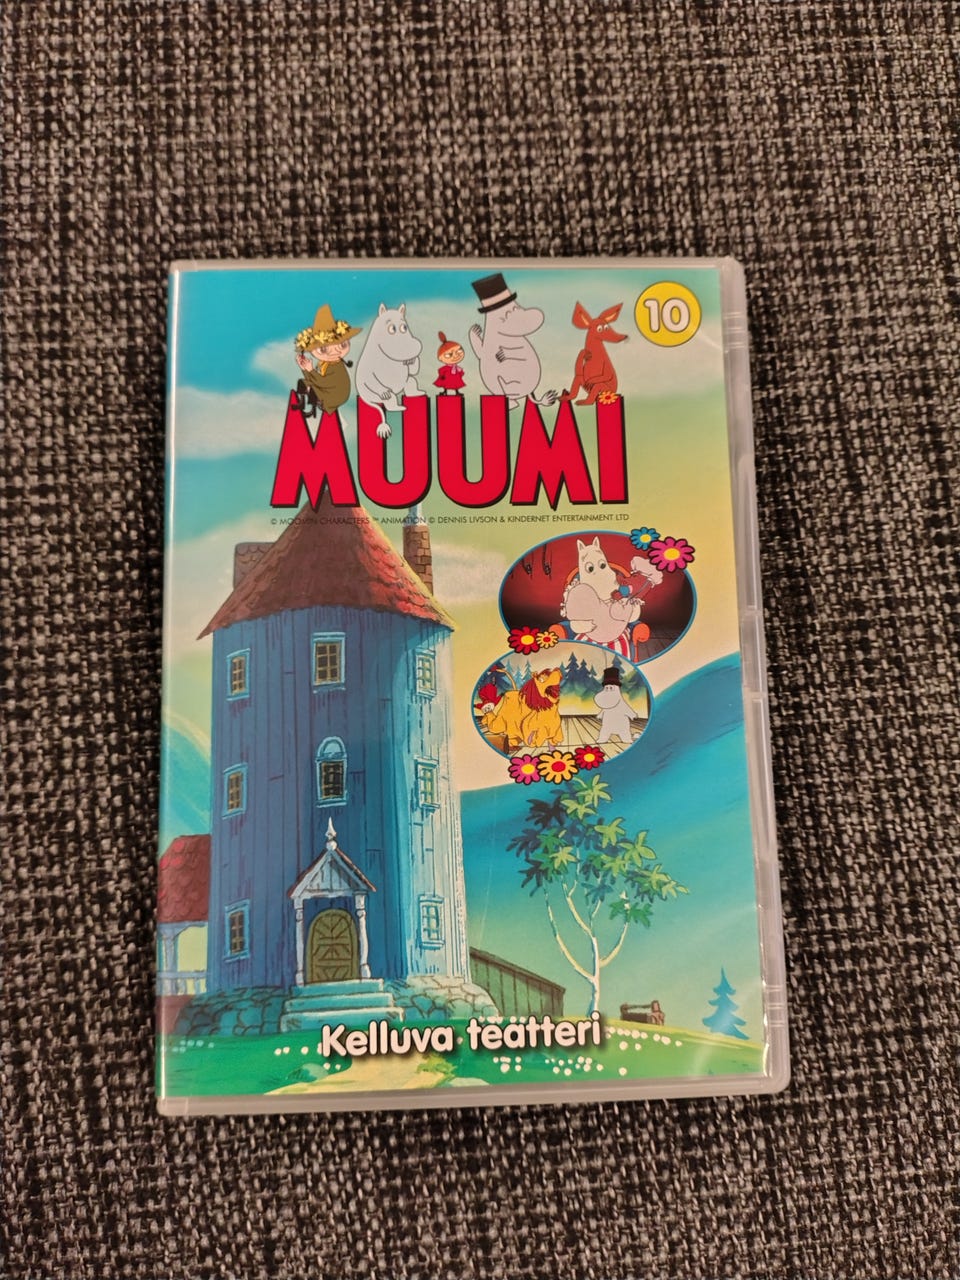 10
MUUMI
© MOOMIN CHARACTERS ™ ANIMATION © DENNIS LIVSON & KINDERNET ENTERTAINMENT LTD
Kelluva teatteri